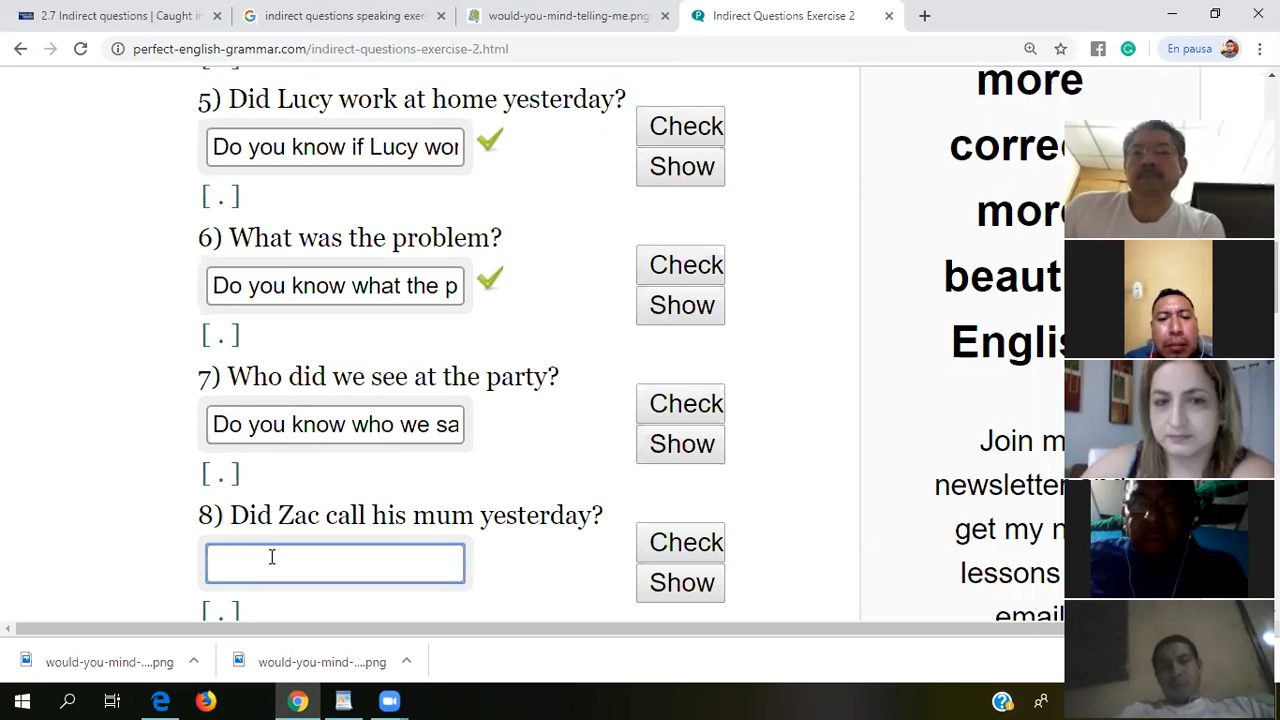 2.7 Indirect questions | Caught in
indirect questions speaking exer
would-you-mind-telling-me.png
Indirect Questions Exercise 2
perfect-english-grammar.com/indirect-questions-exercise-2.html
En pausa
[ . ]
5) Did Lucy work at home yesterday?
Do you know if Lucy wor
Check
Show
[ . ]
6) What was the problem?
Do you know what the p
Check
Show
[ . ]
7) Who did we see at the party?
Do you know who we sa
Check
Show
[ . ]
8) Did Zac call his mum yesterday?
Check
Show
[ . ]
more
corre
more
beaut
Englis
Join m
newsletter
get my n
lessons
email
would-you-mind-....png
would-you-mind-....png